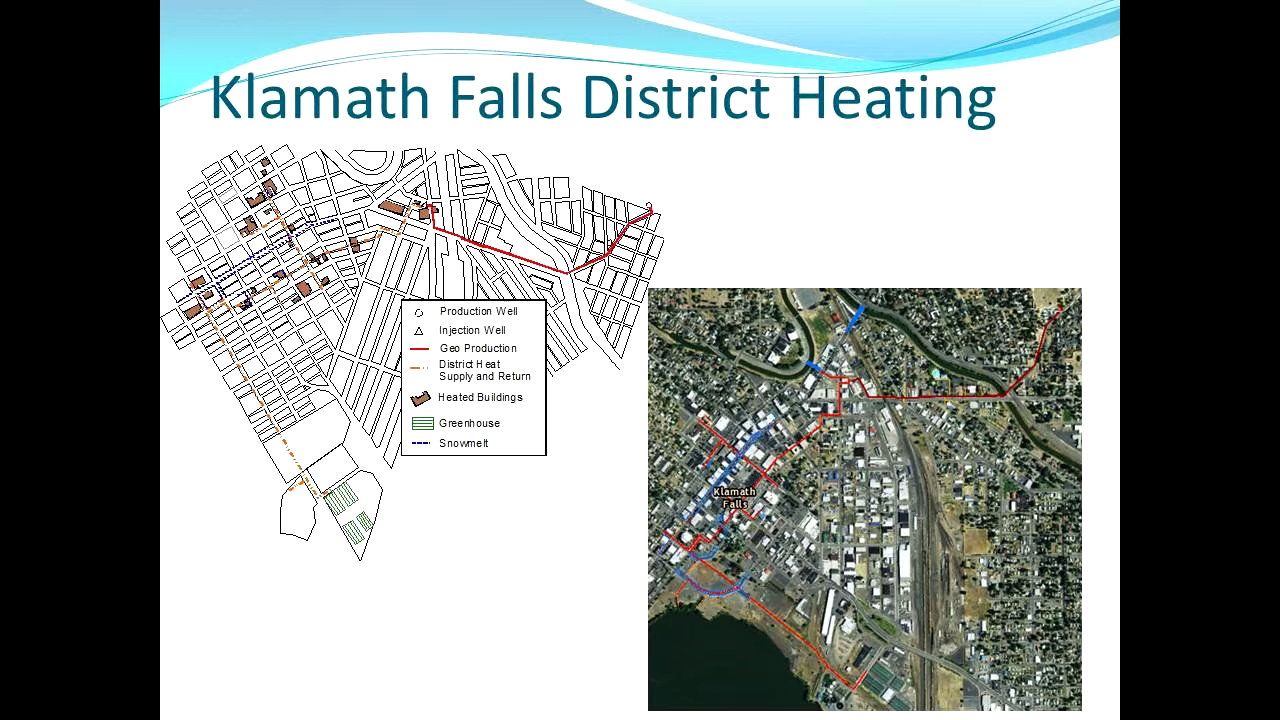 Klamath Falls District Heating
Production Well
Injection Well
Geo Production
District Heat
Supply and Return
Heated Buildings
Greenhouse
Snowmelt
Klamath
Falls